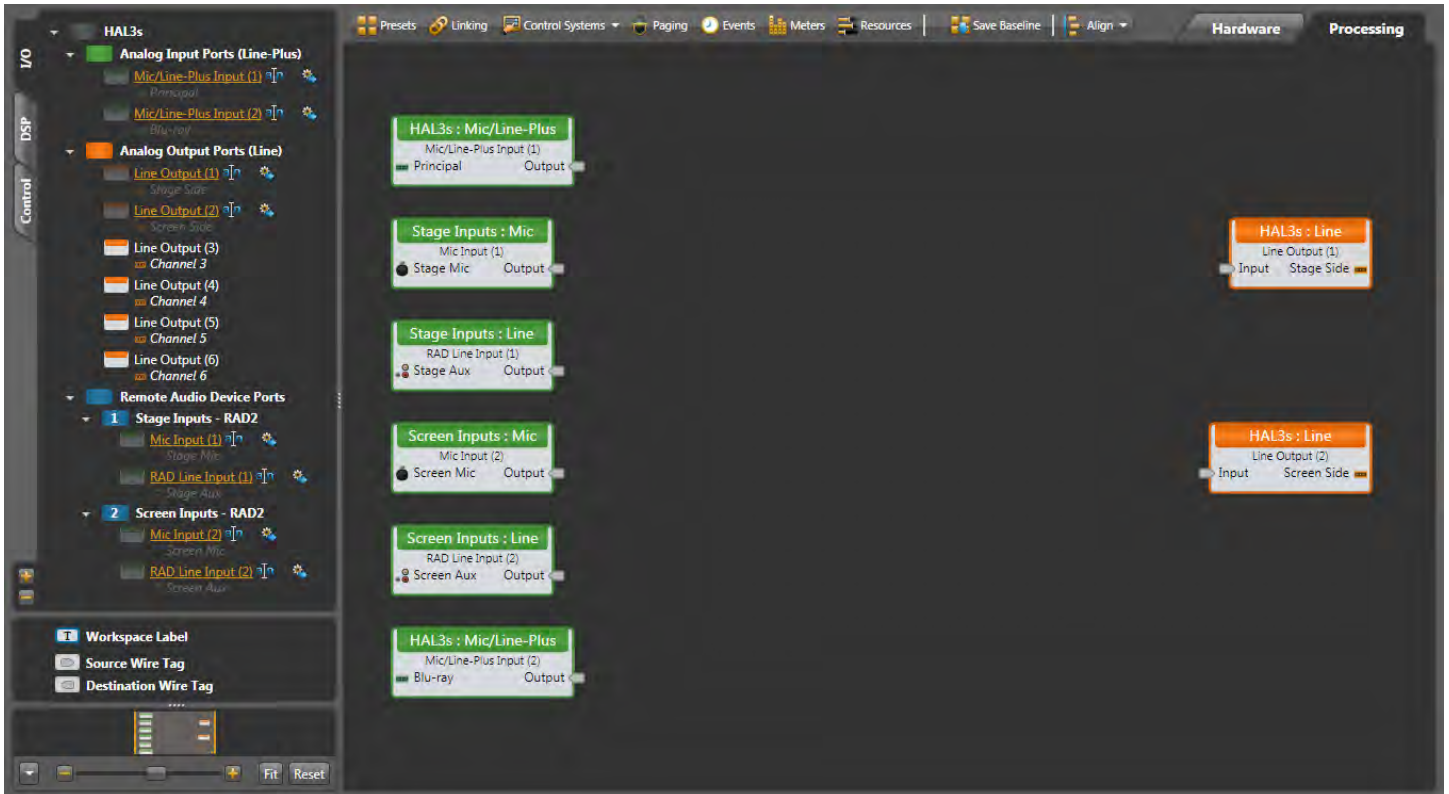 Presets Linking Control Systems Paging Events Meters Resources Save Baseline Align Hardware Processing
I/O
DSP
Control
HAL3s
Analog Input Ports (Line-Plus)
Mic/Line-Plus Input (1)
Principal
Mic/Line-Plus Input (2)
Blu-ray
Analog Output Ports (Line)
Line Output (1)
Stage Side
Line Output (2)
Screen Side
Line Output (3)
Channel 3
Line Output (4)
Channel 4
Line Output (5)
Channel 5
Line Output (6)
Channel 6
Remote Audio Device Ports
1 Stage Inputs - RAD2
Mic Input (1)
Stage Mic
RAD Line Input (1)
Stage Aux
2 Screen Inputs - RAD2
Mic Input (2)
Screen Mic
RAD Line Input (2)
Screen Aux
T Workspace Label
Source Wire Tag
Destination Wire Tag
Fit Reset
HAL3s : Mic/Line-Plus
Mic/Line-Plus Input (1)
Principal Output
Stage Inputs : Mic
Mic Input (1)
Stage Mic Output
Stage Inputs : Line
RAD Line Input (1)
Stage Aux Output
Screen Inputs : Mic
Mic Input (2)
Screen Mic Output
Screen Inputs : Line
RAD Line Input (2)
Screen Aux Output
HAL3s : Mic/Line-Plus
Mic/Line-Plus Input (2)
Blu-ray Output
HAL3s : Line
Line Output (1)
Input Stage Side
HAL3s : Line
Line Output (2)
Input Screen Side